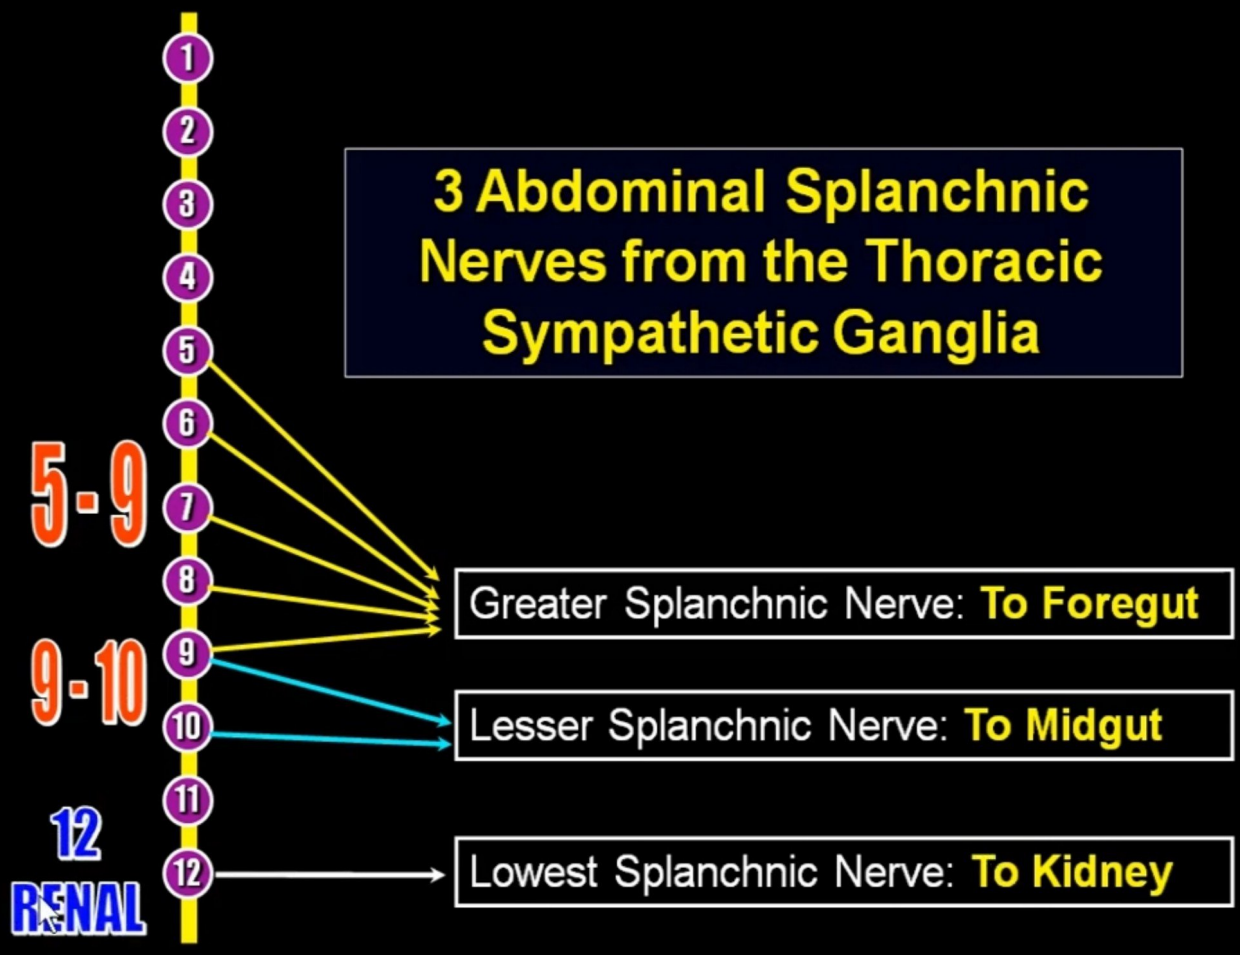 1
2
3
4
5
6
7
8
9
10
11
12
3 Abdominal Splanchnic
Nerves from the Thoracic
Sympathetic Ganglia
5 - 9
9 - 10
12
RENAL
Greater Splanchnic Nerve: To Foregut
Lesser Splanchnic Nerve: To Midgut
Lowest Splanchnic Nerve: To Kidney